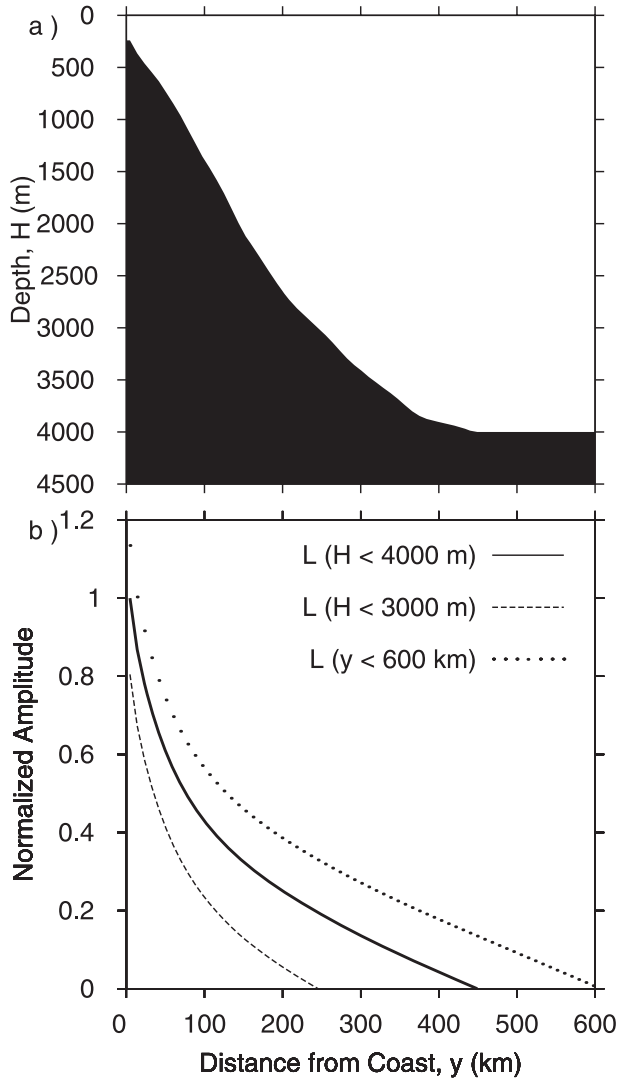 a )
0
500
1000
1500
2000
2500
3000
3500
4000
4500
Depth, H (m)
b )
1.2
1
0.8
0.6
0.4
0.2
0
Normalized Amplitude
L (H < 4000 m)
L (H < 3000 m)
L (y < 600 km)
0 100 200 300 400 500 600
Distance from Coast, y (km)